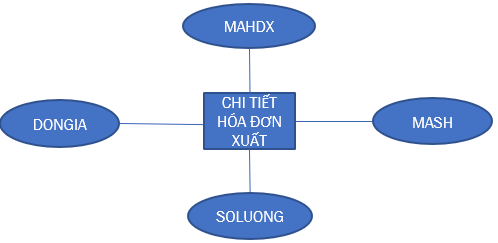 MAHDX
CHI TIẾT
HÓA ĐƠN
XUẤT
DONGIA
MASH
SOLUONG